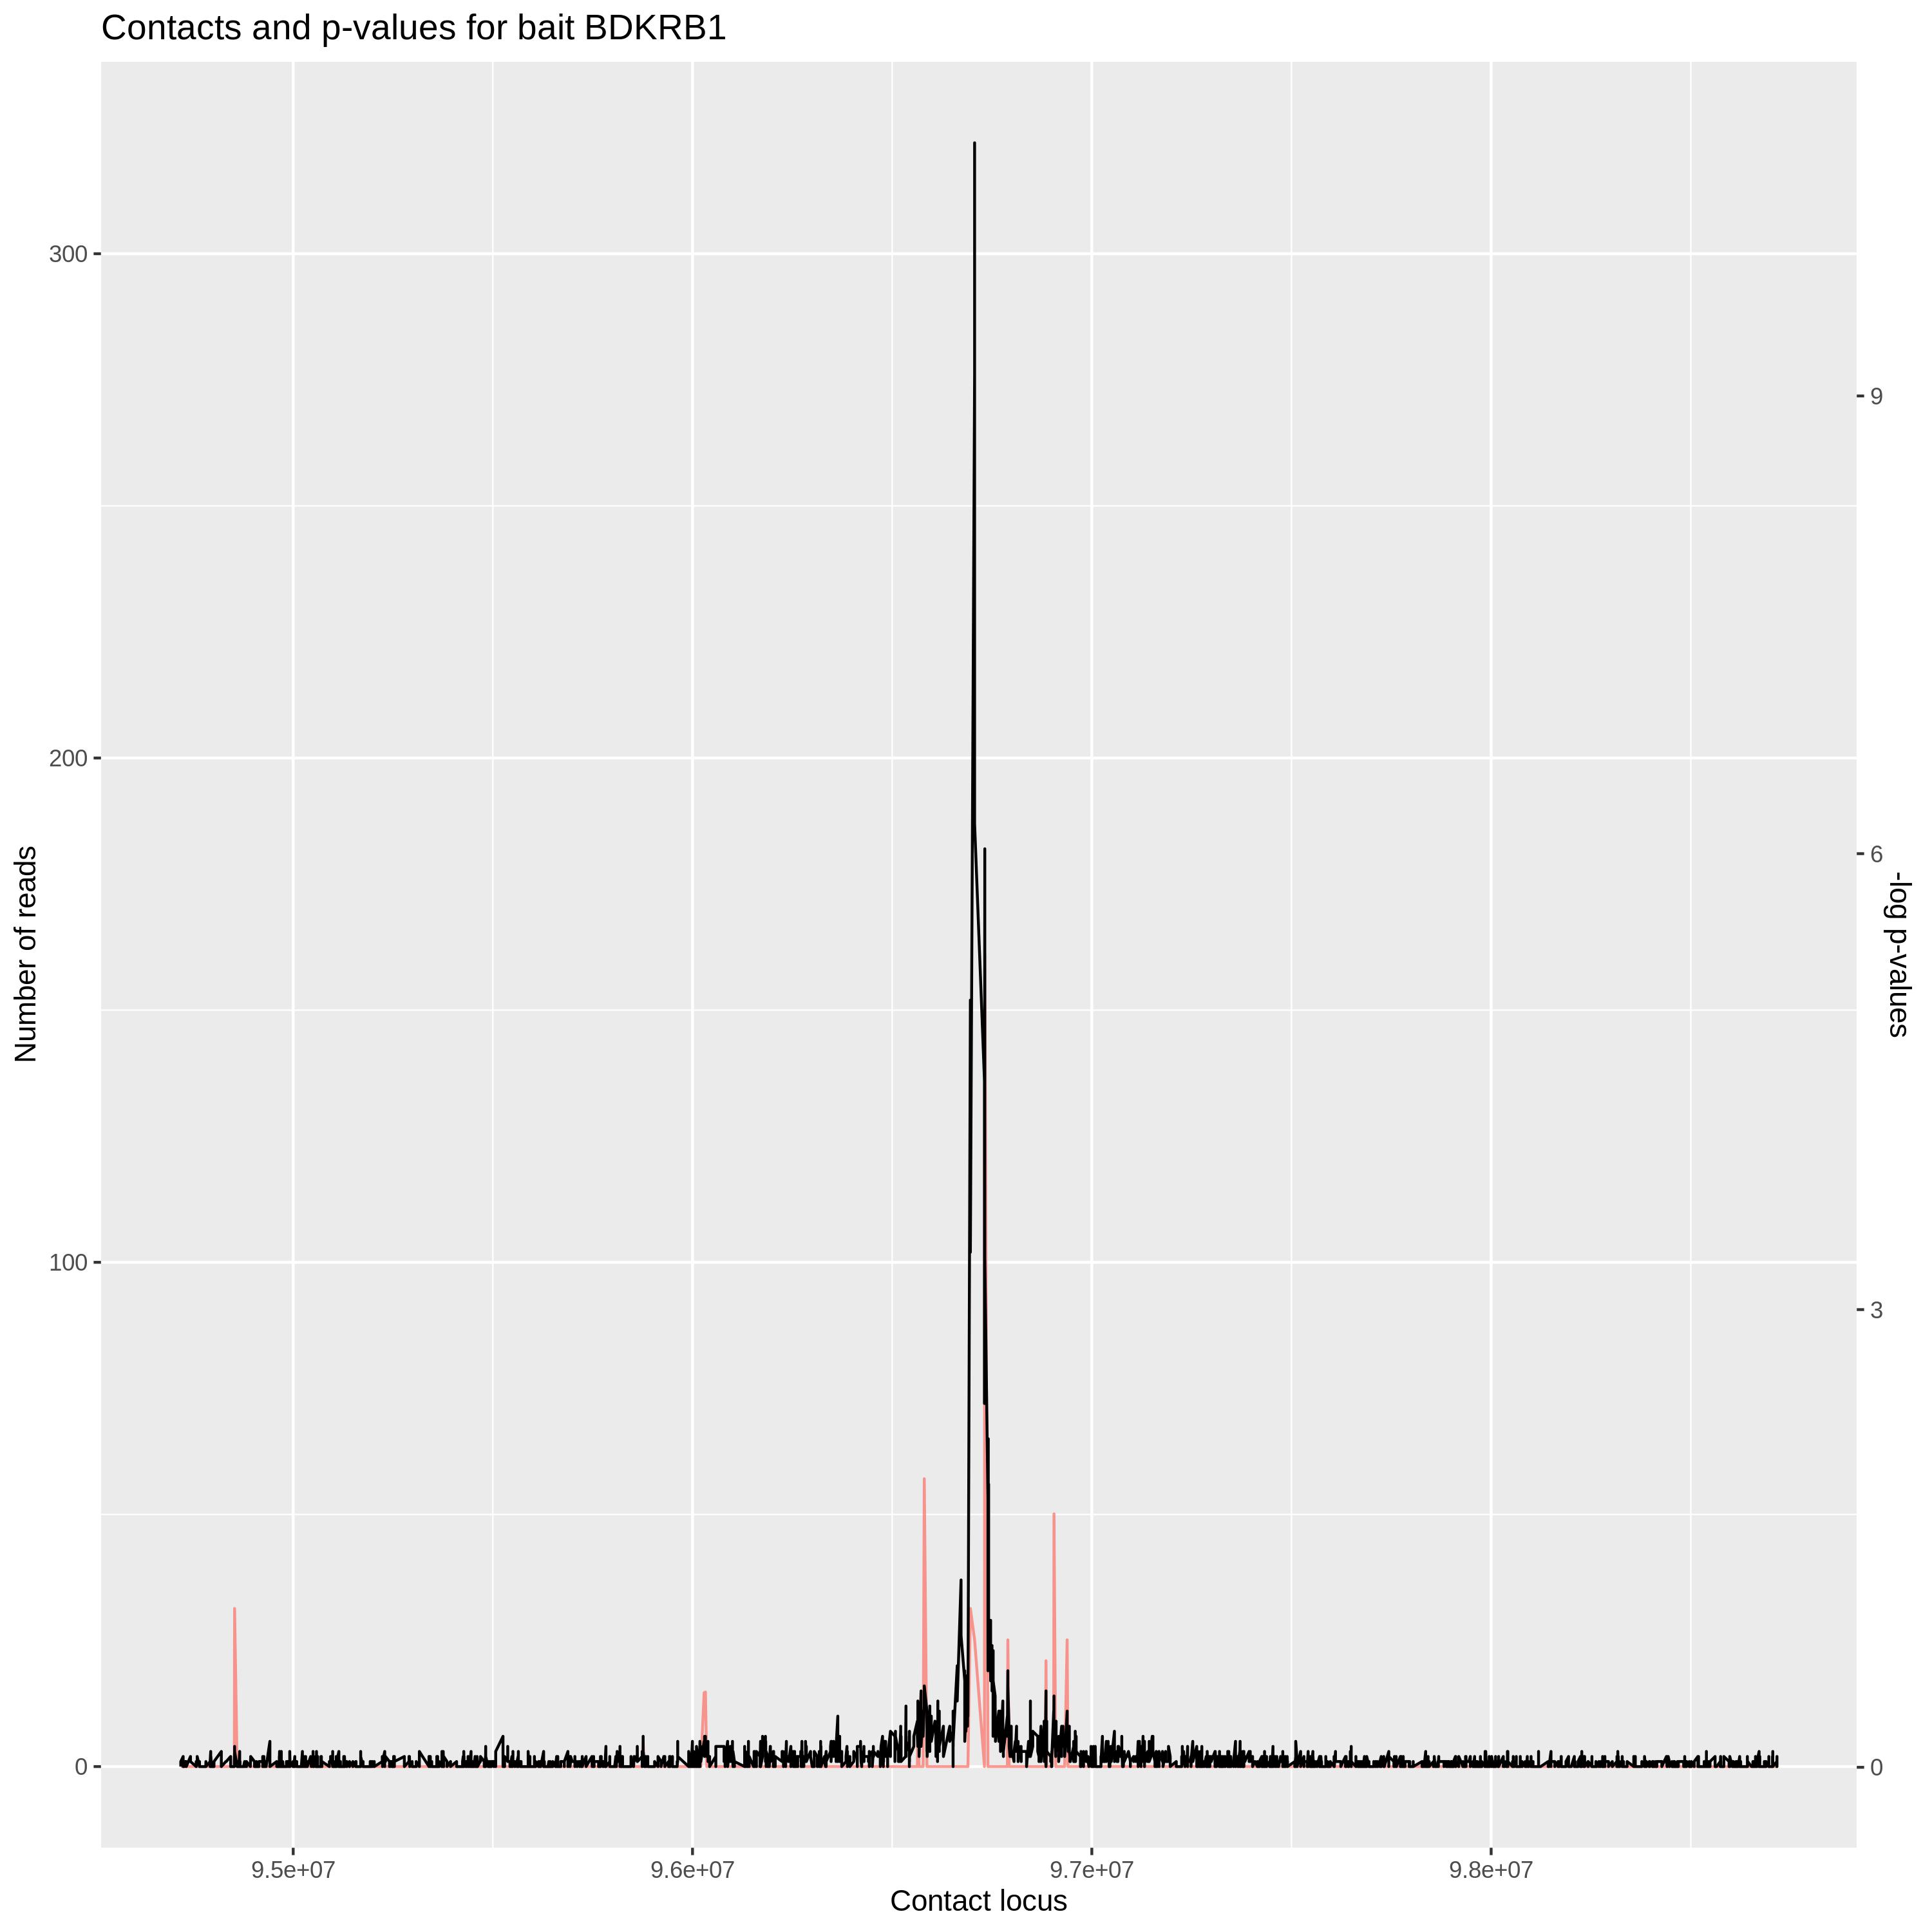 Contacts and p-values for bait BDKRB1
300
200
100
0
Number of reads
9
6
3
0
-log p-values
9.5e+07 9.6e+07 9.7e+07 9.8e+07
Contact locus